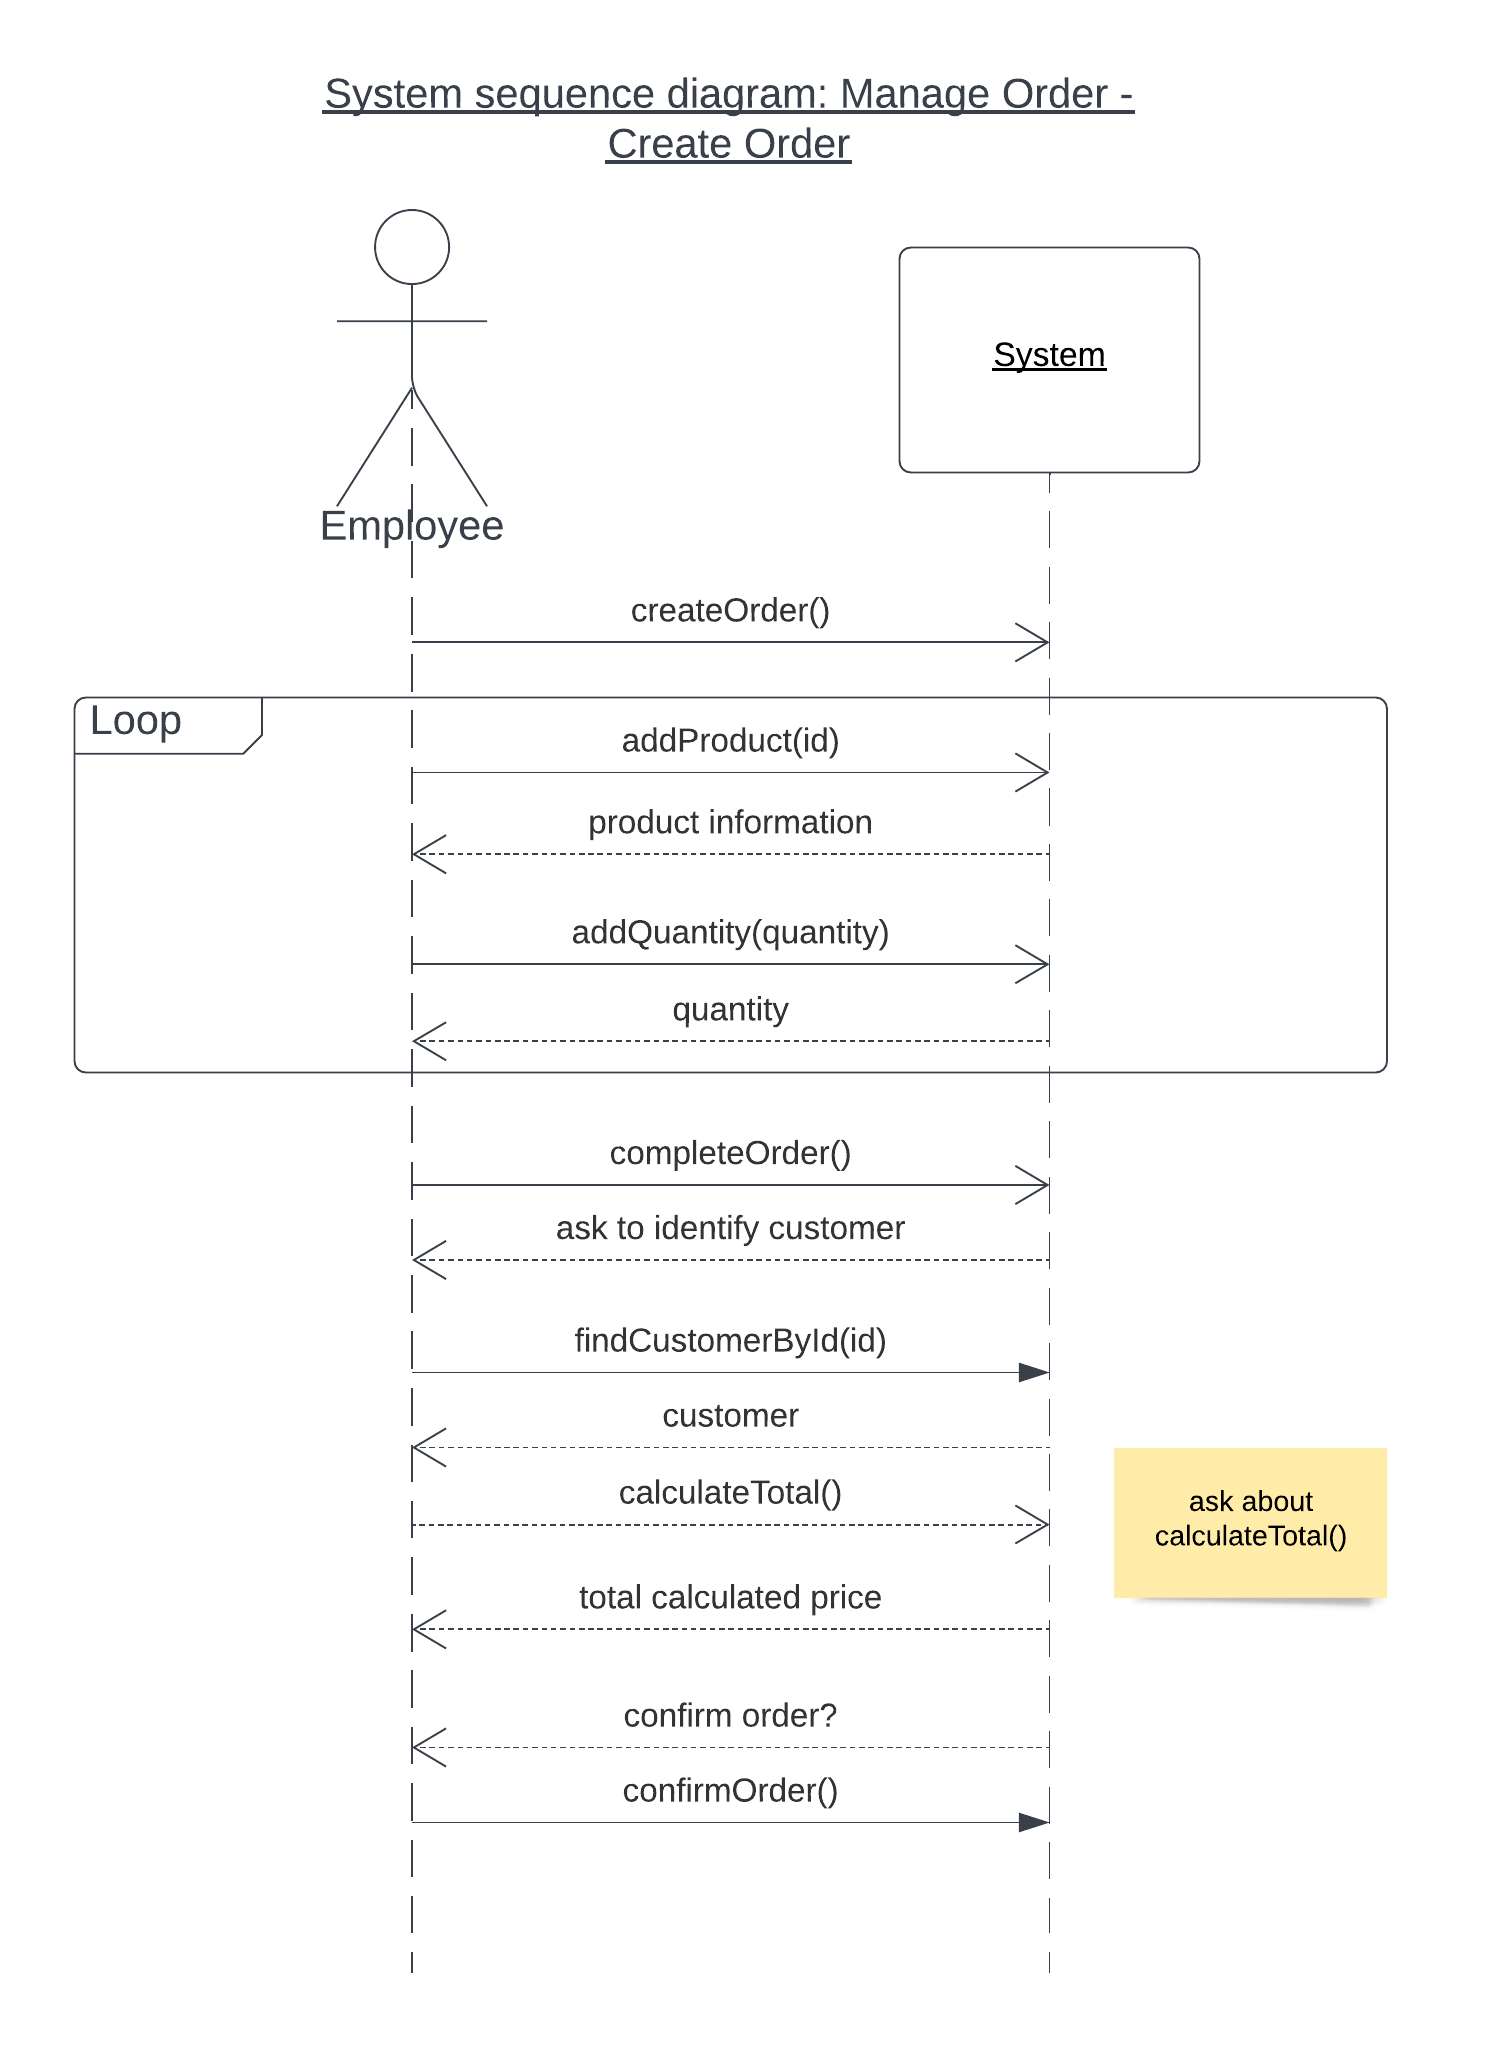 System sequence diagram: Manage Order -
Create Order
System
Employee
createOrder()
Loop
addProduct(id)
product information
addQuantity(quantity)
quantity
completeOrder()
ask to identify customer
findCustomerById(id)
customer
calculateTotal()
ask about
calculateTotal()
total calculated price
confirm order?
confirmOrder()